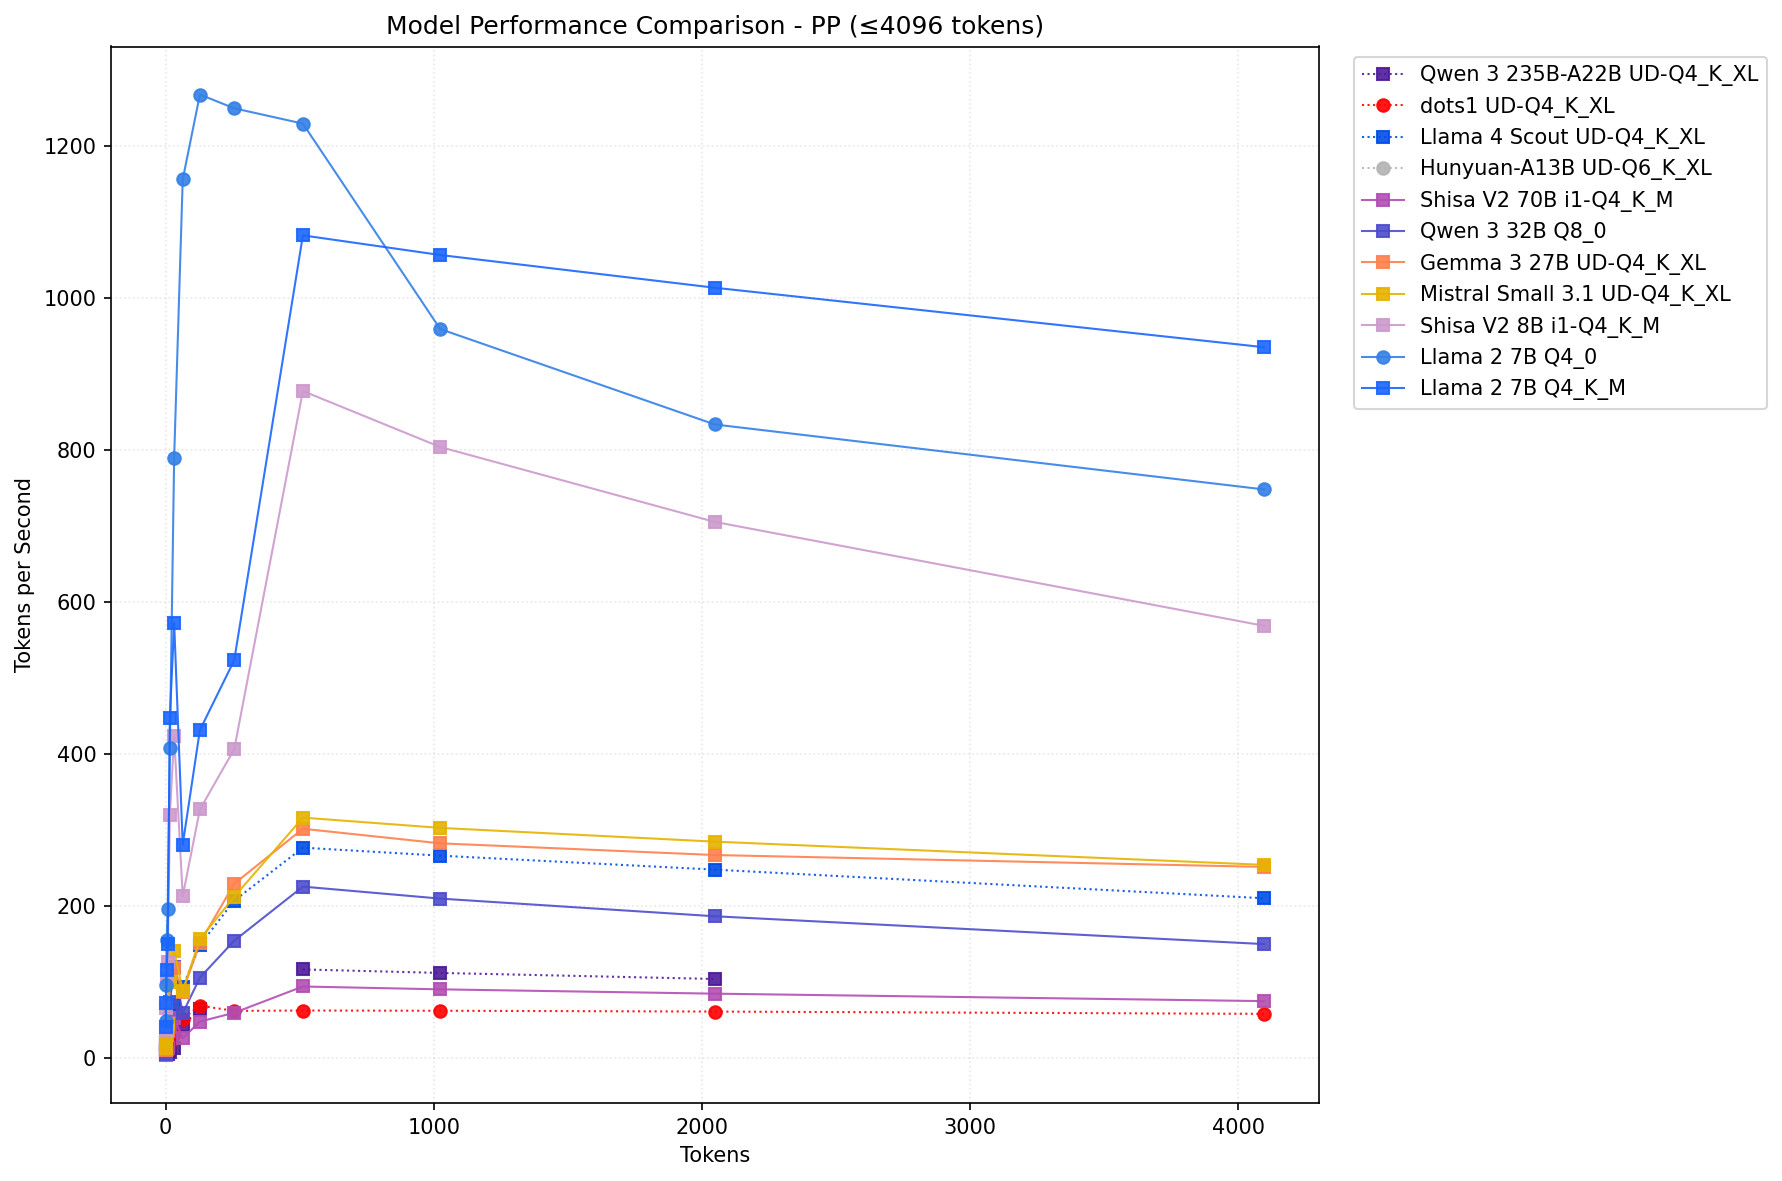 Model Performance Comparison - PP (≤4096 tokens)
Tokens per Second
1200
1000
800
600
400
200
0
0 1000 2000 3000 4000
Tokens
Qwen 3 235B-A22B UD-Q4_K_XL
dots1 UD-Q4_K_XL
Llama 4 Scout UD-Q4_K_XL
Hunyuan-A13B UD-Q6_K_XL
Shisa V2 70B i1-Q4_K_M
Qwen 3 32B Q8_0
Gemma 3 27B UD-Q4_K_XL
Mistral Small 3.1 UD-Q4_K_XL
Shisa V2 8B i1-Q4_K_M
Llama 2 7B Q4_0
Llama 2 7B Q4_K_M